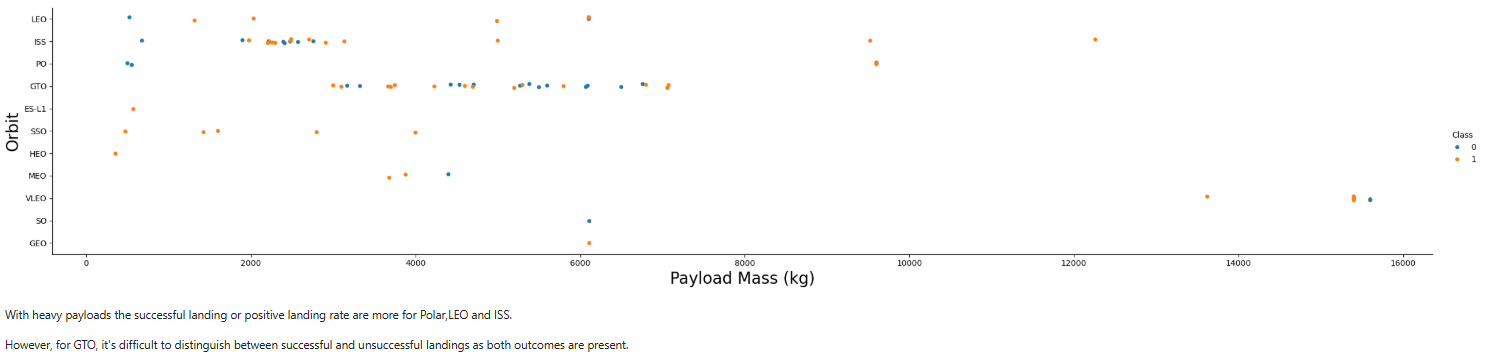 LEO
ISS
PO
GTO
ES-L1
SSO
HEO
MEO
VLEO
SO
GEO
Orbit
0 2000 4000 6000 8000 10000 12000 14000 16000
Payload Mass (kg)
Class
0
1
With heavy payloads the successful landing or positive landing rate are more for Polar,LEO and ISS.
However, for GTO, it's difficult to distinguish between successful and unsuccessful landings as both outcomes are present.